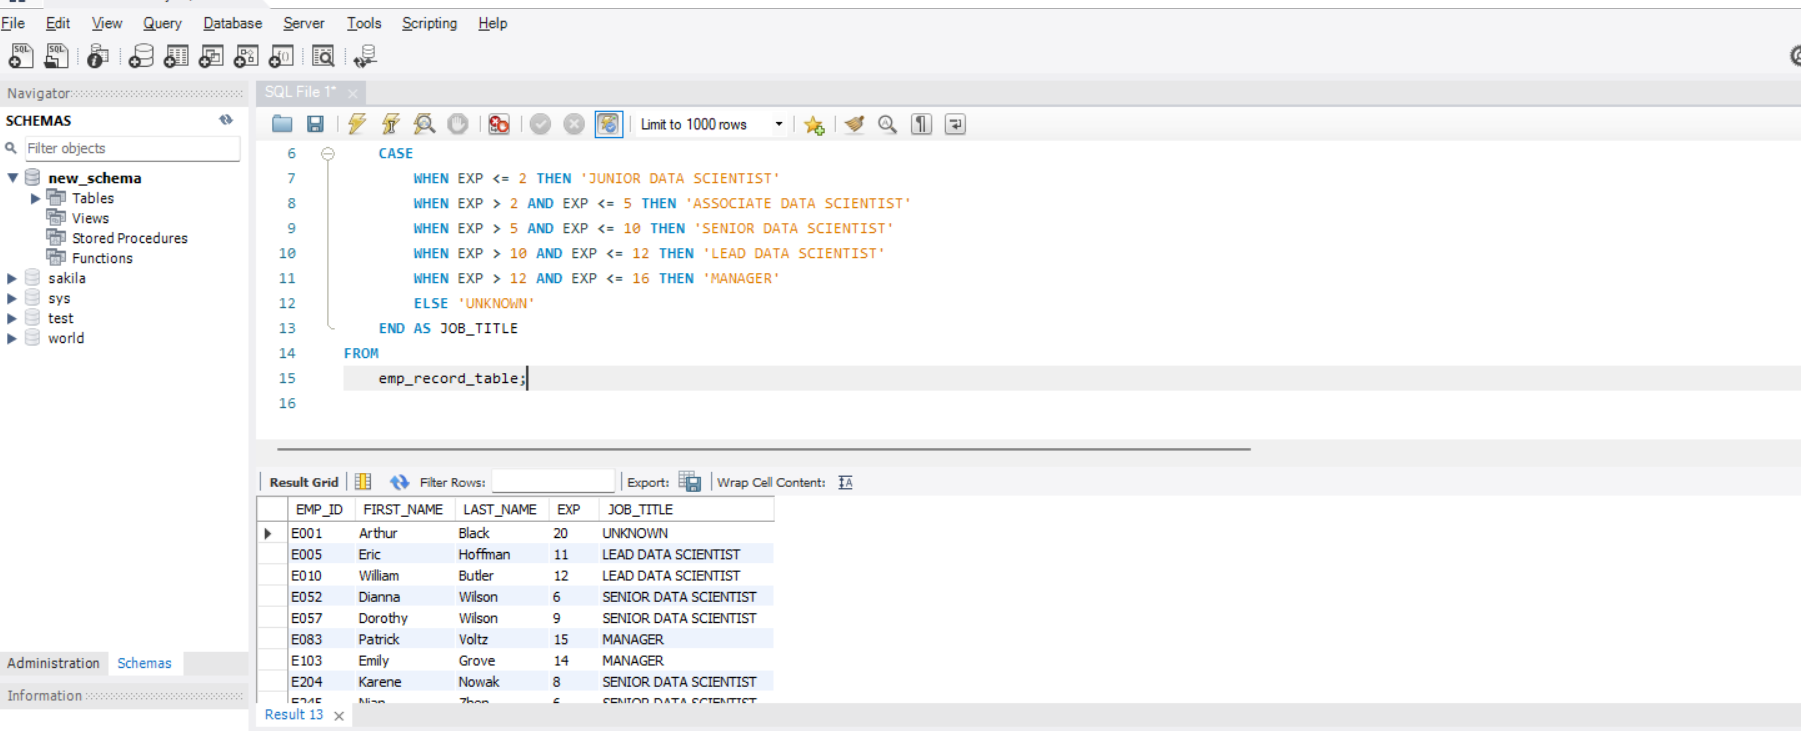 File Edit View Query Database Server Tools Scripting Help
Navigator
SQL File 1*
SCHEMAS
Filter objects
Limit to 1000 rows
new_schema
Tables
Views
Stored Procedures
Functions
sakila
sys
test
world
6 CASE
7 WHEN EXP <= 2 THEN 'JUNIOR DATA SCIENTIST'
8 WHEN EXP > 2 AND EXP <= 5 THEN 'ASSOCIATE DATA SCIENTIST'
9 WHEN EXP > 5 AND EXP <= 10 THEN 'SENIOR DATA SCIENTIST'
10 WHEN EXP > 10 AND EXP <= 12 THEN 'LEAD DATA SCIENTIST'
11 WHEN EXP > 12 AND EXP <= 16 THEN 'MANAGER'
12 ELSE 'UNKNOWN'
13 END AS JOB_TITLE
14 FROM
15 emp_record_table;
16
Result Grid Filter Rows: Export: Wrap Cell Content:
EMP_ID FIRST_NAME LAST_NAME EXP JOB_TITLE
E001 Arthur Black 20 UNKNOWN
E005 Eric Hoffman 11 LEAD DATA SCIENTIST
E010 William Butler 12 LEAD DATA SCIENTIST
E052 Dianna Wilson 6 SENIOR DATA SCIENTIST
E057 Dorothy Wilson 9 SENIOR DATA SCIENTIST
E083 Patrick Voltz 15 MANAGER
E103 Emily Grove 14 MANAGER
E204 Karene Nowak 8 SENIOR DATA SCIENTIST
E245 Nian Zhen 6 SENIOR DATA SCIENTIST
Administration Schemas
Information
Result 13